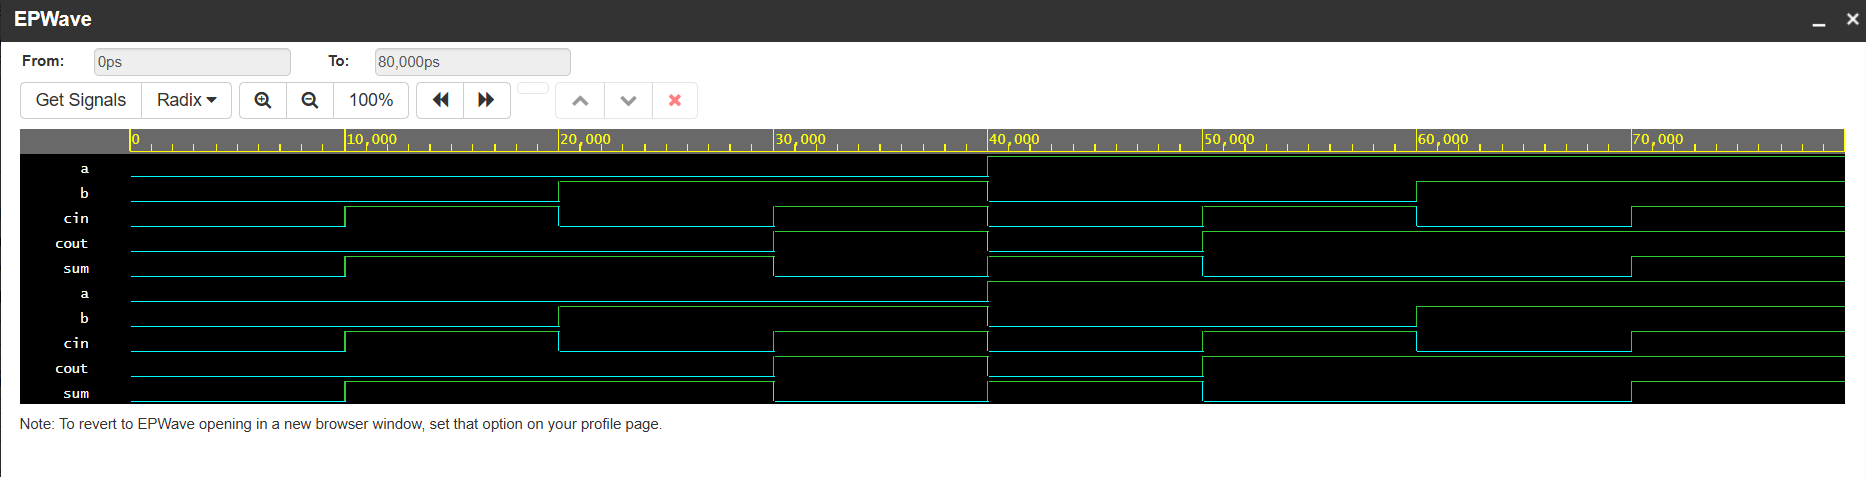 EPWave
From: 0ps To: 80,000ps
Get Signals Radix 100%
0 10,000 20,000 30,000 40,000 50,000 60,000 70,000
a
b
cin
cout
sum
a
b
cin
cout
sum
Note: To revert to EPWave opening in a new browser window, set that option on your profile page.